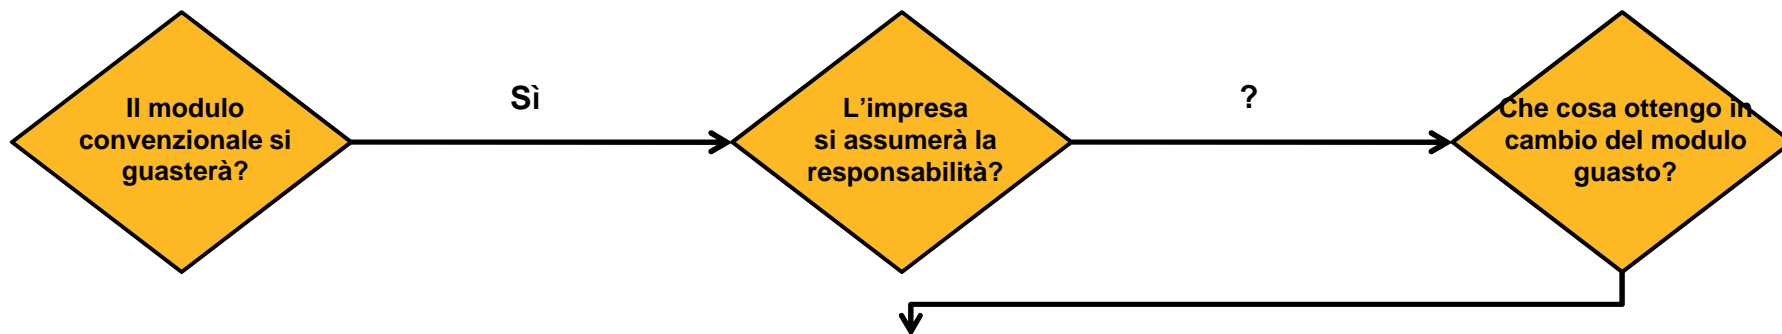 Il modulo
convenzionale si
guasterà?
Sì
L'impresa
si assumerà la
responsabilità?
?
Che cosa ottengo in
cambio del modulo
guasto?